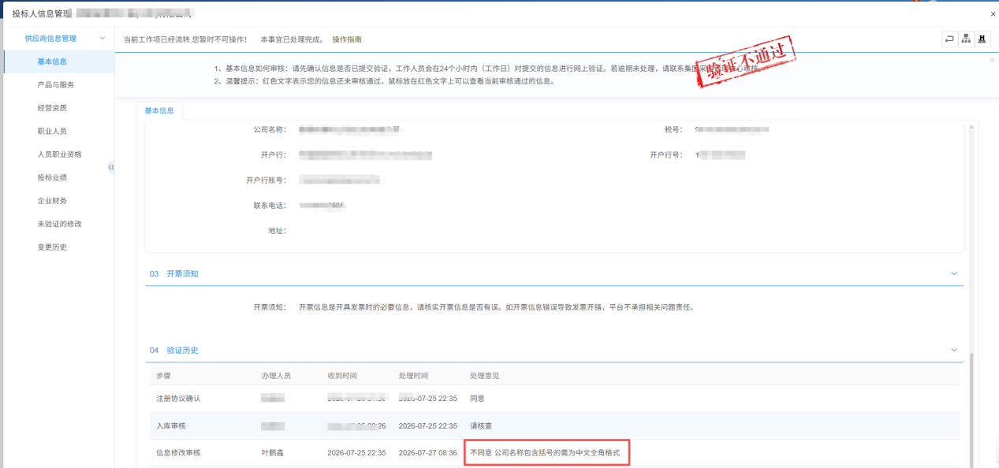 投标人信息管理
供应商信息管理
当前工作项已经流转,您暂时不可操作! 本事宜已处理完成。 操作指南
基本信息
产品与服务
经营资质
职业人员
人员职业资格
投标业绩
企业财务
未验证的修改
变更历史
1、基本信息如何审核：请先确认信息是否已提交验证，工作人员会在24个小时内（工作日）对提交的信息进行网上验证。若逾期未处理，请联系集团采
审核
2、温馨提示：红色文字表示您的信息还未审核通过，鼠标放在红色文字上可以查看当前审核通过的信息。
验证不通过
基本信息
公司名称： 税号：
开户行： 开户行号：
开户行账号：
联系电话：
地址：
03 开票须知
开票须知： 开票信息是开具发票时的必要信息，请核实开票信息是否有误。如开票信息错误导致发票开错，平台不承担相关问题责任。
04 验证历史
步骤 办理人员 收到时间 处理时间 处理意见
注册协议确认 -07-25 22:35 同意
入库审核 2026-07-25 22:35 请核查
信息修改审核 叶鹏鑫 2026-07-25 22:35 2026-07-27 08:36 不同意 公司名称包含括号的需为中文全角格式